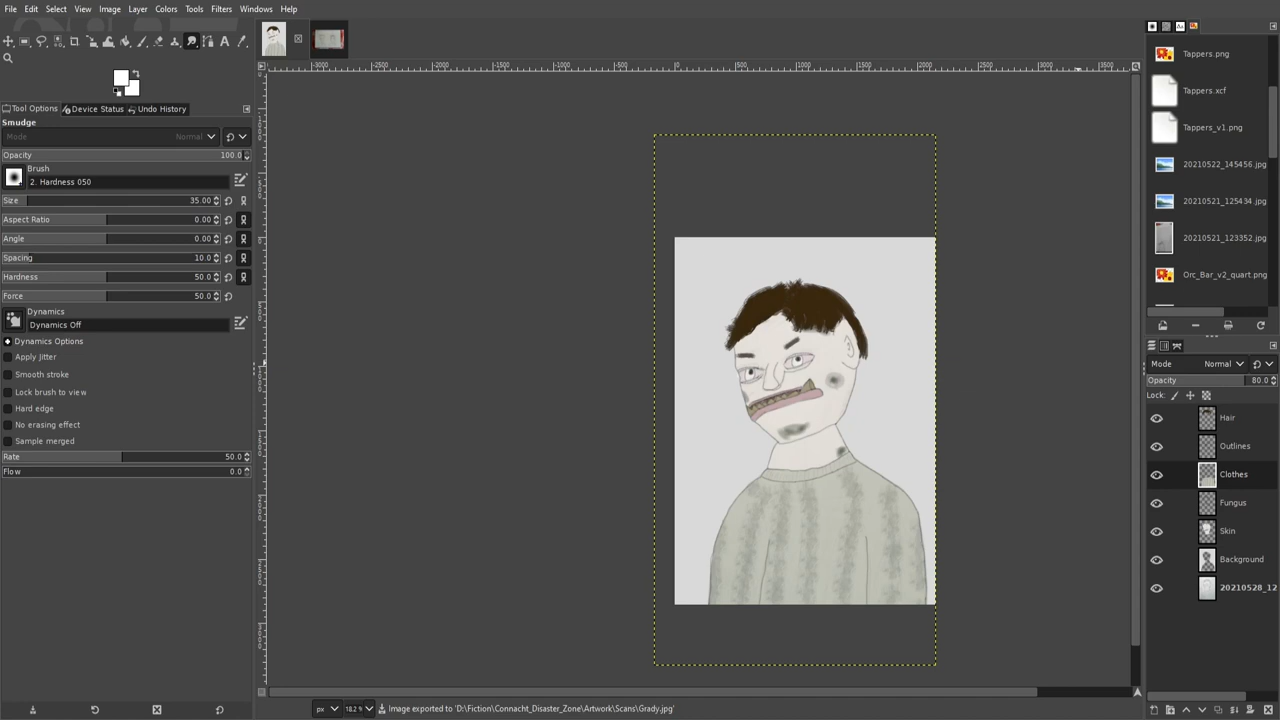 File Edit Select View Image Layer Colors Tools Filters Windows Help
Tool Options Device Status Undo History
Smudge
Mode Normal
Opacity 100.0
Brush
2. Hardness 050
Size 35.00
Aspect Ratio 0.00
Angle 0.00
Spacing 10.0
Hardness 50.0
Force 50.0
Dynamics
Dynamics Off
Dynamics Options
Apply Jitter
Smooth stroke
Lock brush to view
Hard edge
No erasing effect
Sample merged
Rate 50.0
Flow 0.0
px 18.2 % Image exported to 'D:\Fiction\Connacht_Disaster_Zone\Artwork\Scans\Grady.jpg'
Tappers.png
Tappers.xcf
Tappers_v1.png
20210522_145456.jpg
20210521_125434.jpg
20210521_123352.jpg
Orc_Bar_v2_quart.png
Mode Normal
Opacity 80.0
Lock:
Hair
Outlines
Clothes
Fungus
Skin
Background
20210528_12